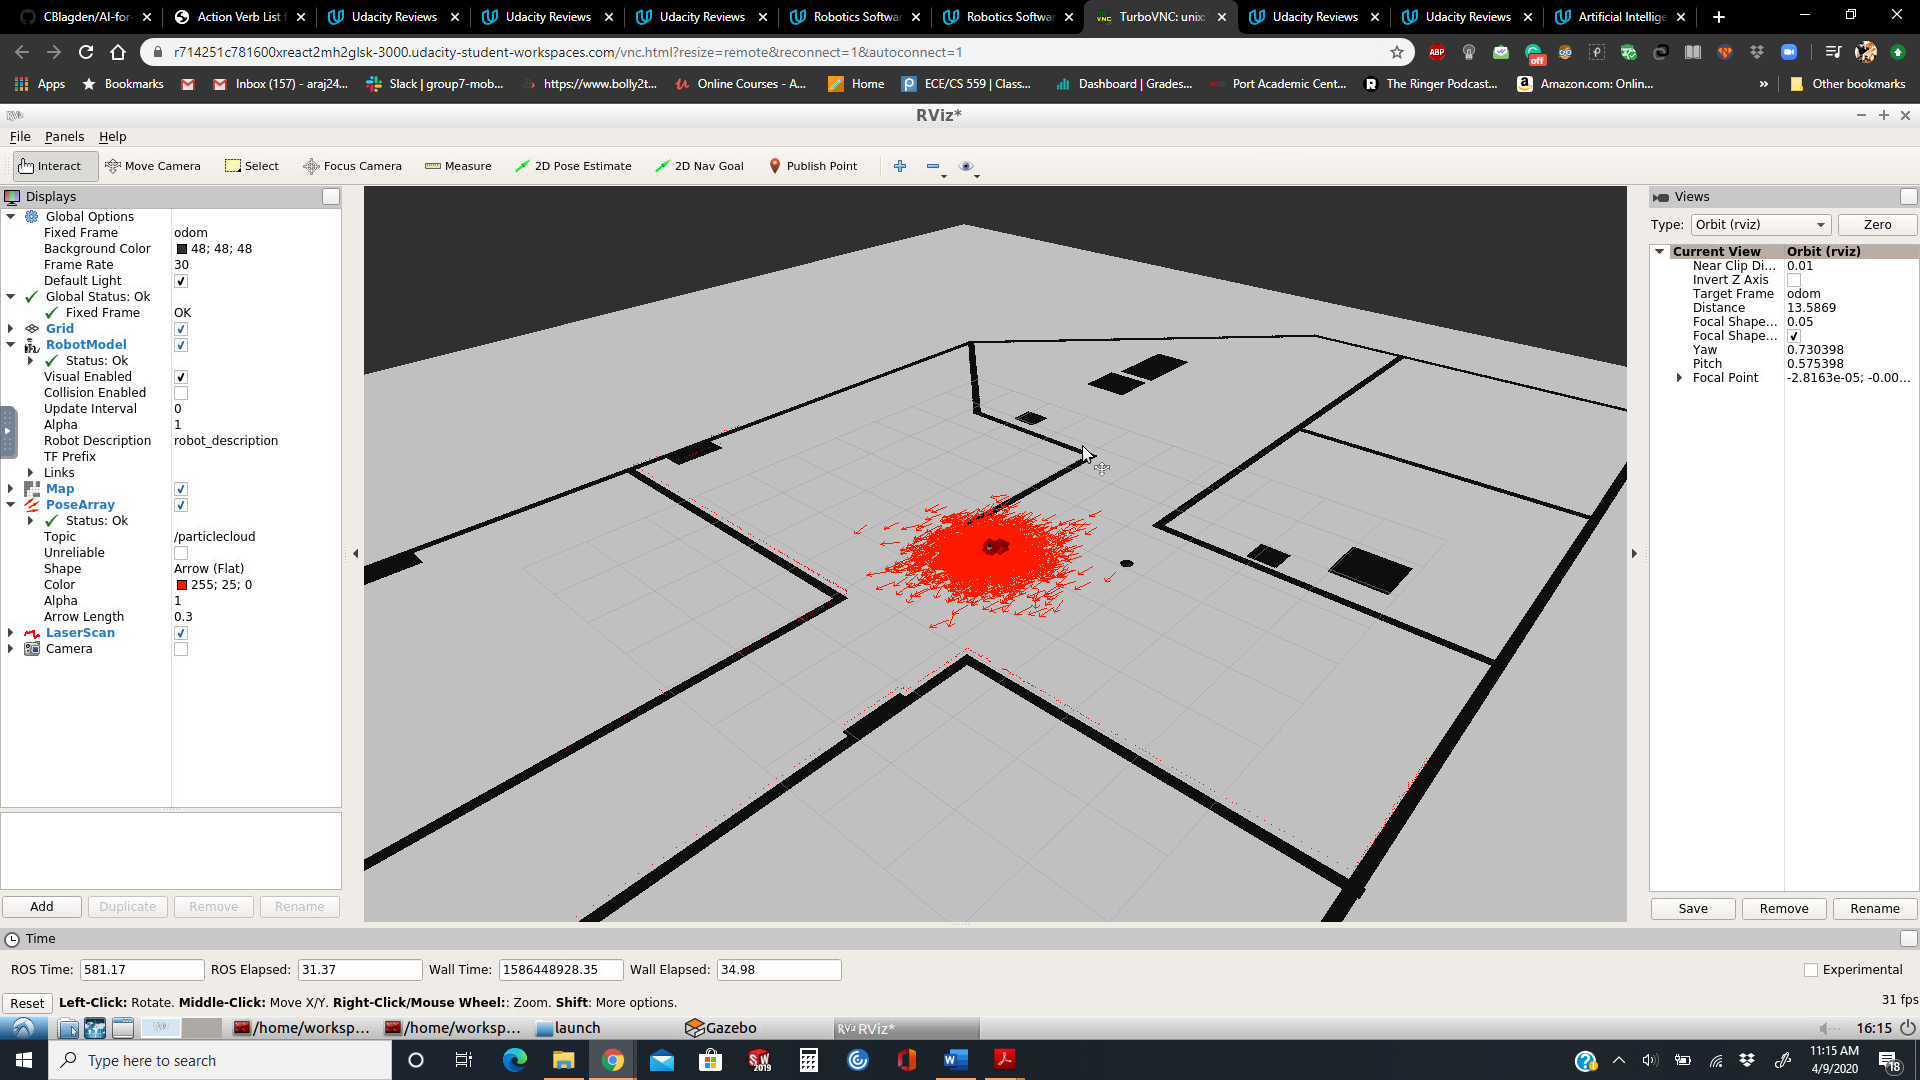 CBlagden/AI-for-
Action Verb List f
Udacity Reviews
Udacity Reviews
Udacity Reviews
Robotics Softwar
Robotics Softwar
TurboVNC: unix:
Udacity Reviews
Udacity Reviews
Artificial Intellige
r714251c781600xreact2mh2glsk-3000.udacity-student-workspaces.com/vnc.html?resize=remote&reconnect=1&autoconnect=1
ABP
off
Apps
Bookmarks
Inbox (157) - araj24...
Slack | group7-mob...
https://www.bolly2t...
Online Courses - A...
Home
ECE/CS 559 | Class...
Dashboard | Grades...
Port Academic Cent...
The Ringer Podcast...
Amazon.com: Onlin...
»
Other bookmarks
RViz*
File Panels Help
Interact Move Camera Select Focus Camera Measure 2D Pose Estimate 2D Nav Goal Publish Point
Displays
Global Options
Fixed Frame odom
Background Color 48; 48; 48
Frame Rate 30
Default Light
Global Status: Ok
Fixed Frame OK
Grid
RobotModel
Status: Ok
Visual Enabled
Collision Enabled
Update Interval 0
Alpha 1
Robot Description robot_description
TF Prefix
Links
Map
PoseArray
Status: Ok
Topic /particlecloud
Unreliable
Shape Arrow (Flat)
Color 255; 25; 0
Alpha 1
Arrow Length 0.3
LaserScan
Camera
Add Duplicate Remove Rename
Views
Type: Orbit (rviz) Zero
Current View Orbit (rviz)
Near Clip Di... 0.01
Invert Z Axis
Target Frame odom
Distance 13.5869
Focal Shape... 0.05
Focal Shape...
Yaw 0.730398
Pitch 0.575398
Focal Point -2.8163e-05; -0.00...
Save Remove Rename
Time
ROS Time: 581.17 ROS Elapsed: 31.37 Wall Time: 1586448928.35 Wall Elapsed: 34.98 Experimental
Reset Left-Click: Rotate. Middle-Click: Move X/Y. Right-Click/Mouse Wheel:: Zoom. Shift: More options. 31 fps
/home/worksp... /home/worksp... launch Gazebo RViz* 16:15
Type here to search
SW
2019
11:15 AM
4/9/2020
18